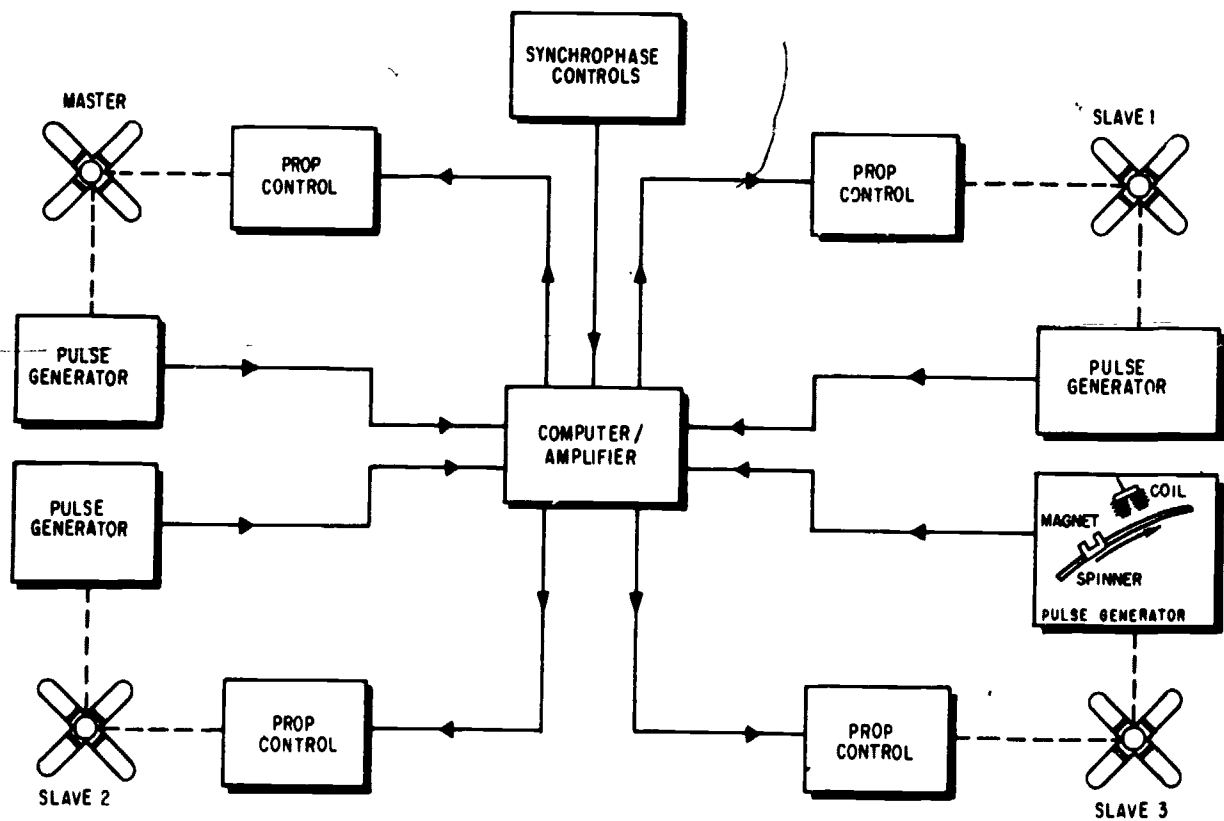 SYNCHROPHASE
CONTROLS
MASTER
SLAVE 1
PROP
CONTROL
PROP
CONTROL
PULSE
GENERATOR
PULSE
GENERATOR
COMPUTER/
AMPLIFIER
PULSE
GENERATOR
COIL
MAGNET
SPINNER
PULSE GENERATOR
PROP
CONTROL
PROP
CONTROL
SLAVE 2
SLAVE 3